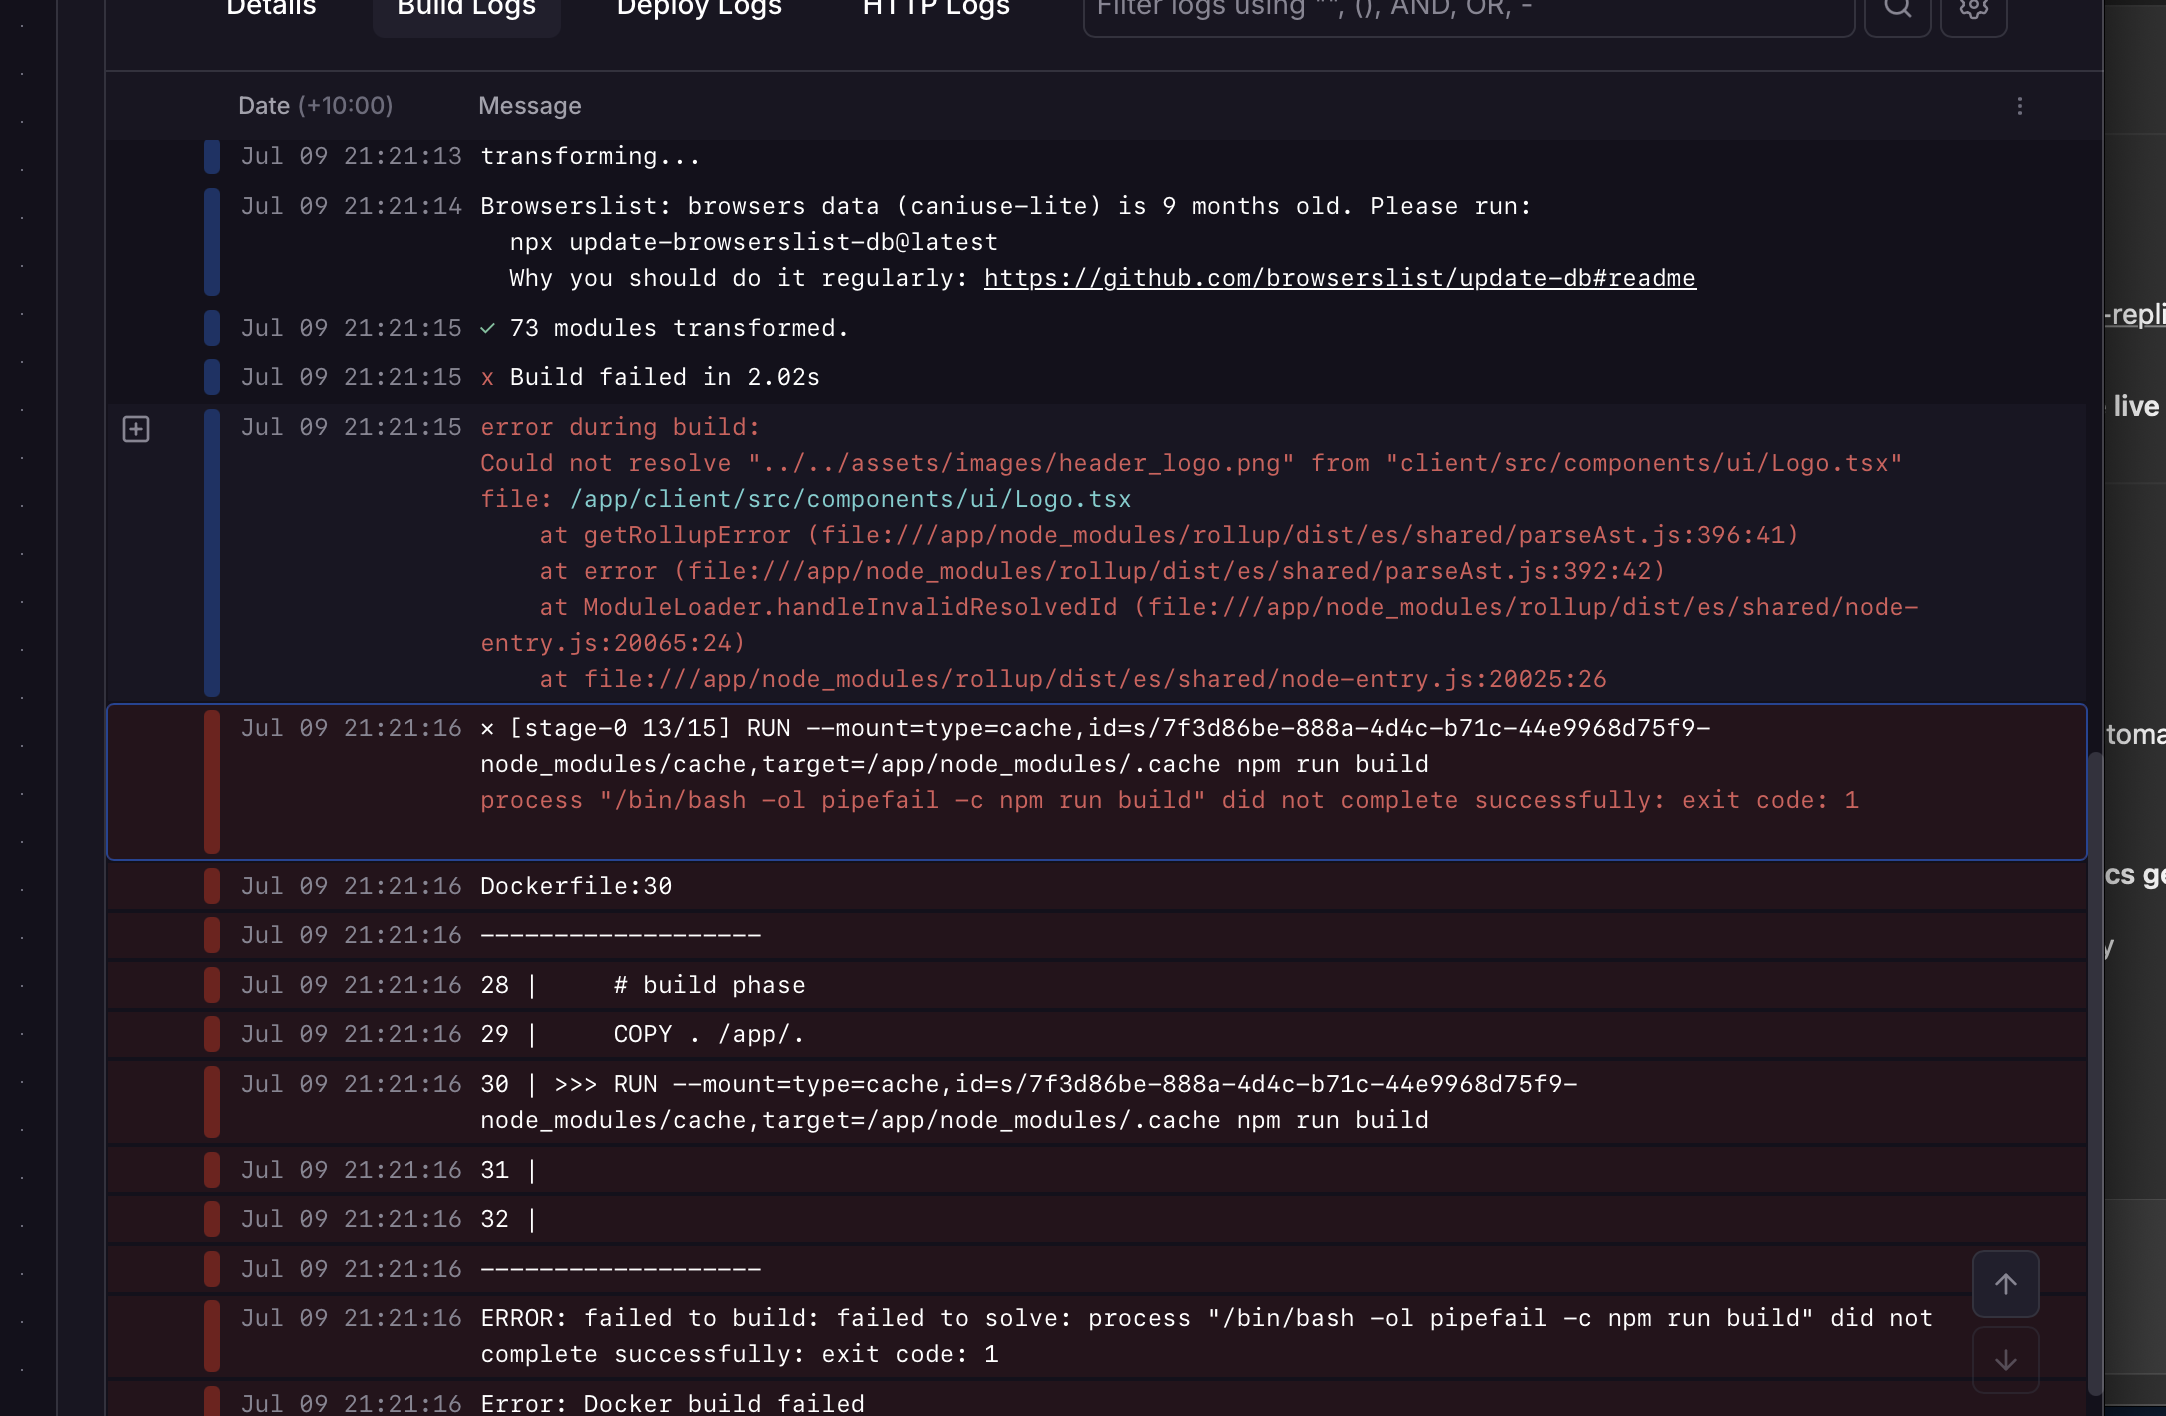 Details Build Logs Deploy Logs HTTP Logs Filter logs using "", (), AND, OR, -
Date (+10:00) Message
Jul 09 21:21:13 transforming...
Jul 09 21:21:14 Browserslist: browsers data (caniuse-lite) is 9 months old. Please run:
npx update-browserslist-db@latest
Why you should do it regularly: https://github.com/browserslist/update-db#readme
Jul 09 21:21:15 ✓ 73 modules transformed.
Jul 09 21:21:15 x Build failed in 2.02s
Jul 09 21:21:15 error during build:
Could not resolve "../../assets/images/header_logo.png" from "client/src/components/ui/Logo.tsx"
file: /app/client/src/components/ui/Logo.tsx
at getRollupError (file:///app/node_modules/rollup/dist/es/shared/parseAst.js:396:41)
at error (file:///app/node_modules/rollup/dist/es/shared/parseAst.js:392:42)
at ModuleLoader.handleInvalidResolvedId (file:///app/node_modules/rollup/dist/es/shared/node-
entry.js:20065:24)
at file:///app/node_modules/rollup/dist/es/shared/node-entry.js:20025:26
Jul 09 21:21:16 × [stage-0 13/15] RUN --mount=type=cache,id=s/7f3d86be-888a-4d4c-b71c-44e9968d75f9-
node_modules/cache,target=/app/node_modules/.cache npm run build
process "/bin/bash -ol pipefail -c npm run build" did not complete successfully: exit code: 1
Jul 09 21:21:16 Dockerfile:30
Jul 09 21:21:16 -------------------
Jul 09 21:21:16 28 | # build phase
Jul 09 21:21:16 29 | COPY . /app/.
Jul 09 21:21:16 30 | >>> RUN --mount=type=cache,id=s/7f3d86be-888a-4d4c-b71c-44e9968d75f9-
node_modules/cache,target=/app/node_modules/.cache npm run build
Jul 09 21:21:16 31 |
Jul 09 21:21:16 32 |
Jul 09 21:21:16 -------------------
Jul 09 21:21:16 ERROR: failed to build: failed to solve: process "/bin/bash -ol pipefail -c npm run build" did not
complete successfully: exit code: 1
Jul 09 21:21:16 Error: Docker build failed
-repli
live